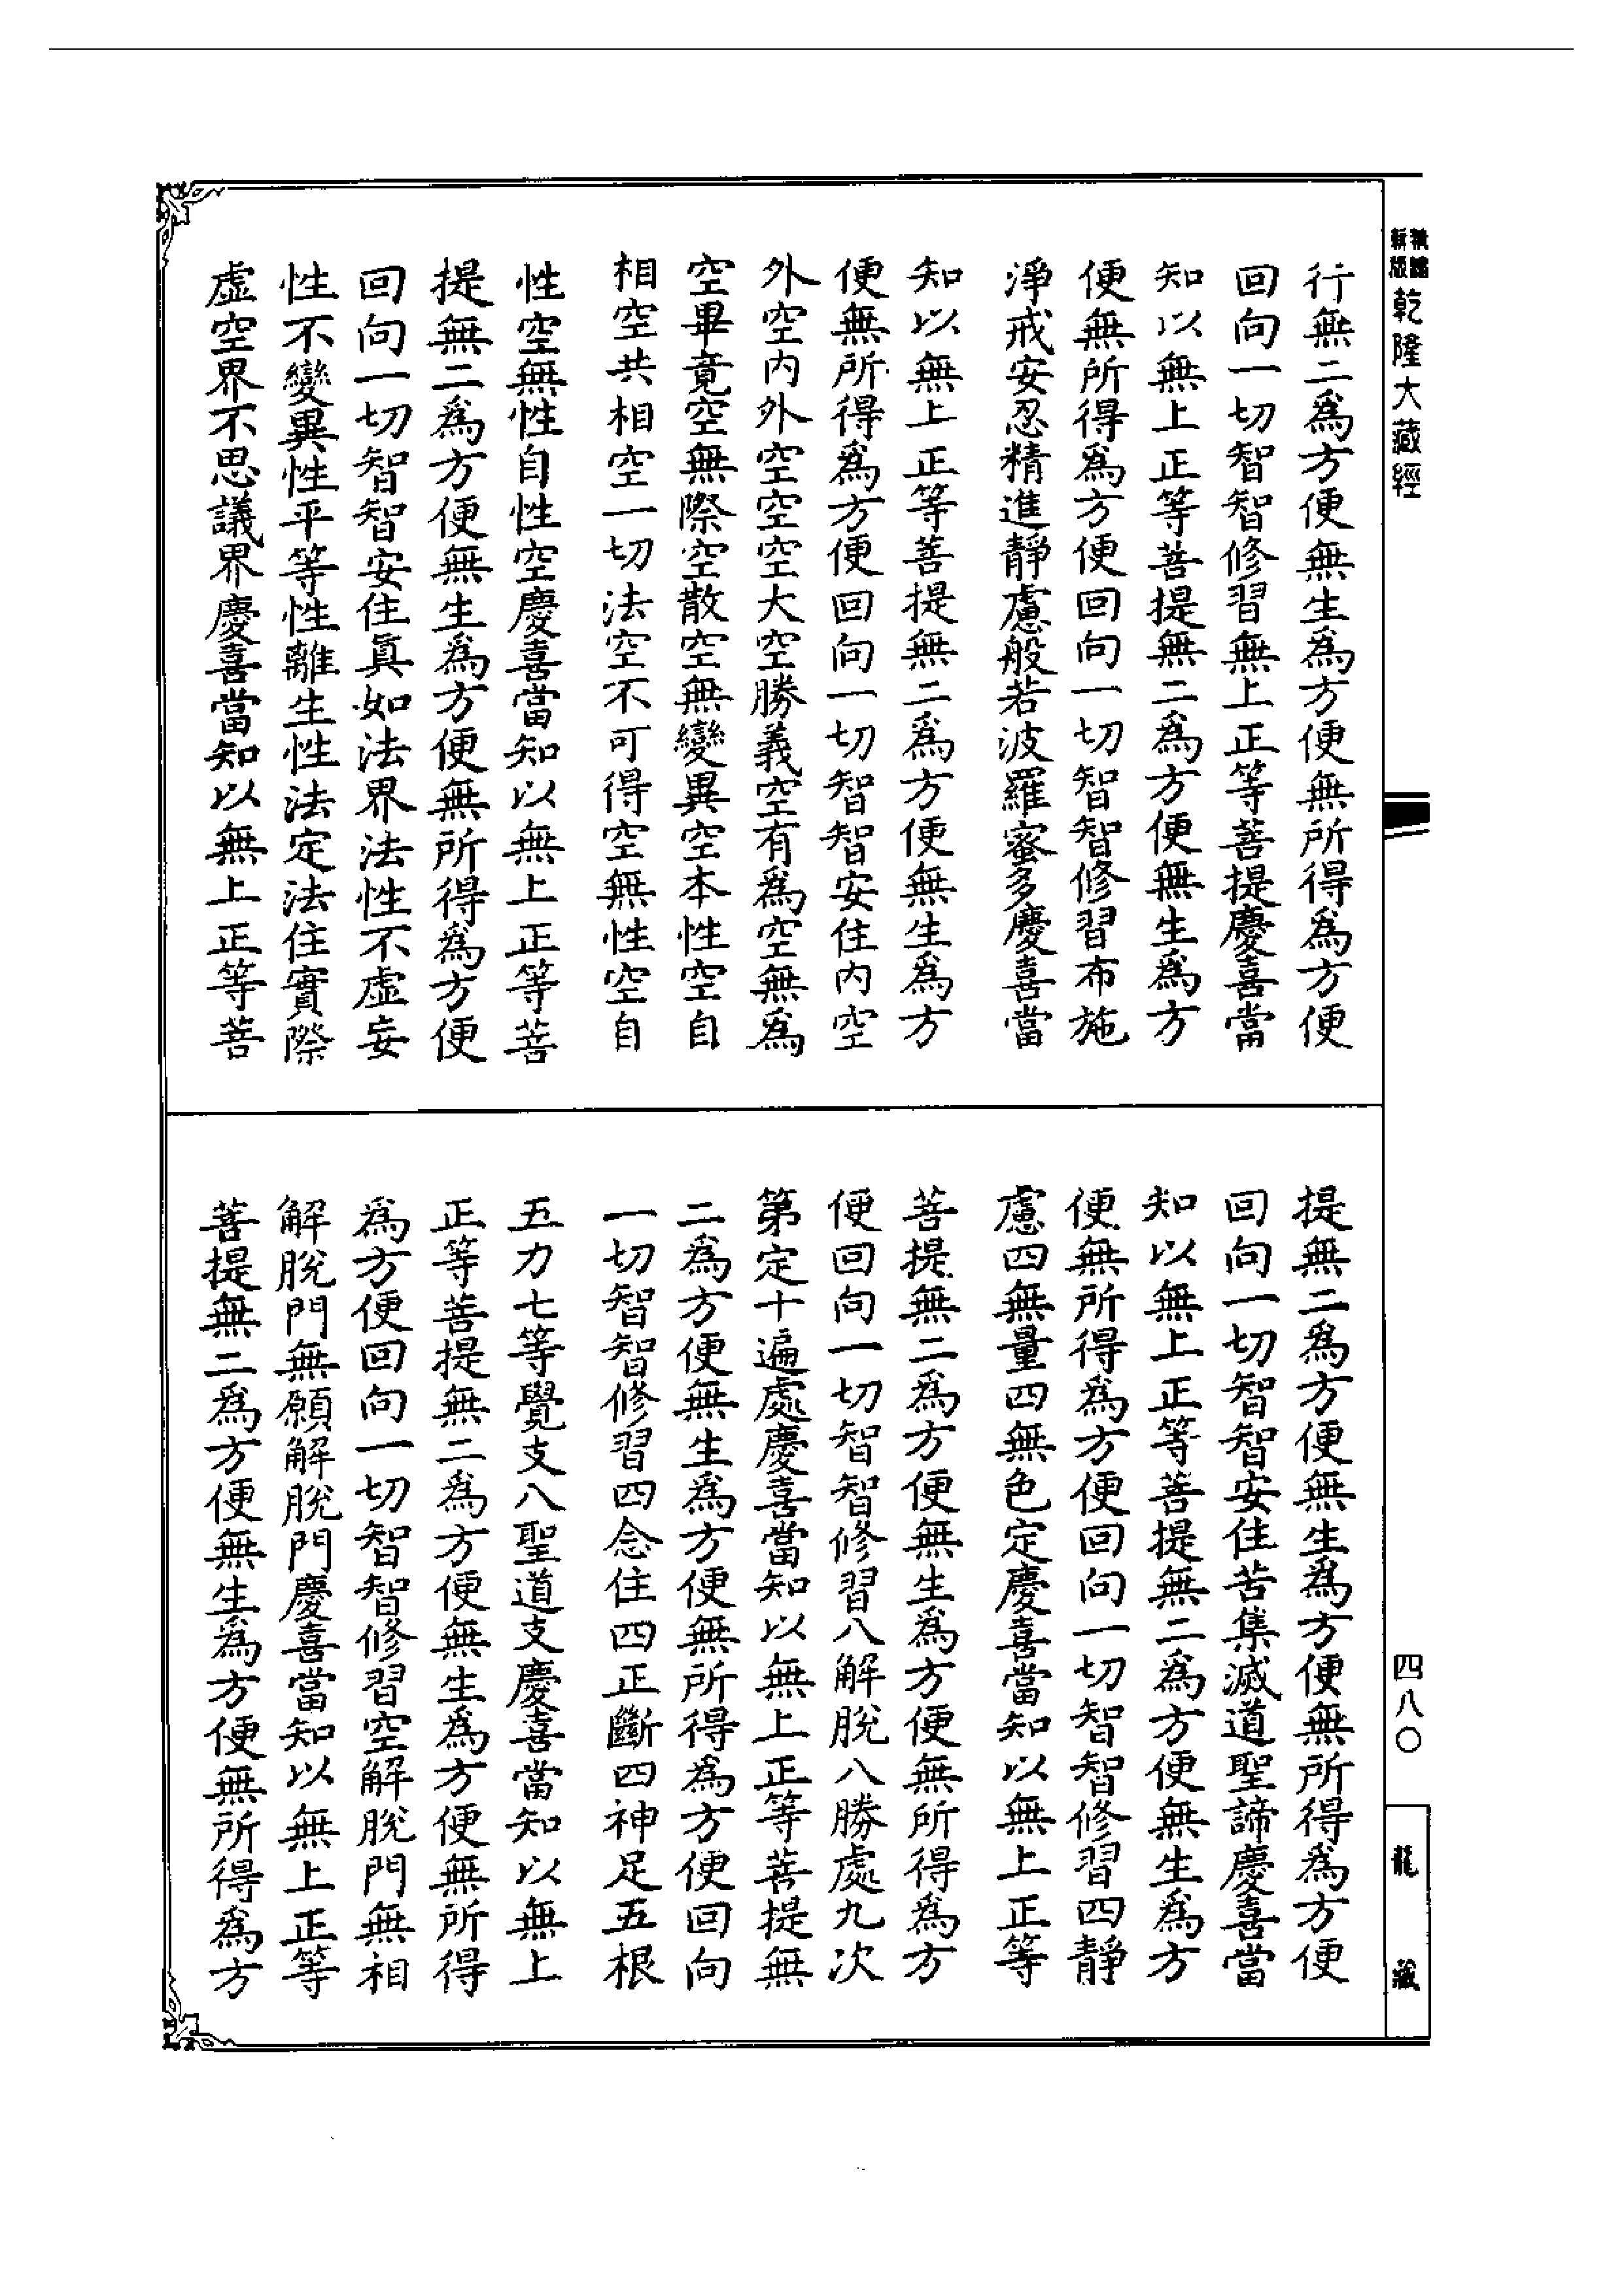 乾隆大藏經
行無二爲方便無生爲方便無所得爲方便
回向一切智智修習無上正等菩提慶喜當
知以無上正等菩提無二爲方便無生爲方
便無所得爲方便回向一切智智修習布施
淨戒安忍精進靜慮般若波羅蜜多慶喜當
知以無上正等菩提無二爲方便無生爲方
便無所得爲方便回向一切智智安住內空
外空內外空空空大空勝義空有爲空無爲
空畢竟空無際空散空無變異空本性空自
相空共相空一切法空不可得空無性空自
性空無性自性空慶喜當知以無上正等菩
提無二爲方便無生爲方便無所得爲方便
回向一切智智安住眞如法界法性不虛妄
性不變異性平等性離生性法定法住實際
虛空界不思議界慶喜當知以無上正等菩
提無二爲方便無生爲方便無所得爲方便
回向一切智智安住苦集滅道聖諦慶喜當
知以無上正等菩提無二爲方便無生爲方
便無所得爲方便回向一切智智修習四靜
慮四無量四無色定慶喜當知以無上正等
菩提無二爲方便無生爲方便無所得爲方
便回向一切智智修習八解脫八勝處九次
第定十遍處慶喜當知以無上正等菩提無
二爲方便無生爲方便無所得爲方便回向
一切智智修習四念住四正斷四神足五根
五力七等覺支八聖道支慶喜當知以無上
正等菩提無二爲方便無生爲方便無所得
爲方便回向一切智智修習空解脫門無相
解脫門無願解脫門慶喜當知以無上正等
菩提無二爲方便無生爲方便無所得爲方
四八〇
龍藏